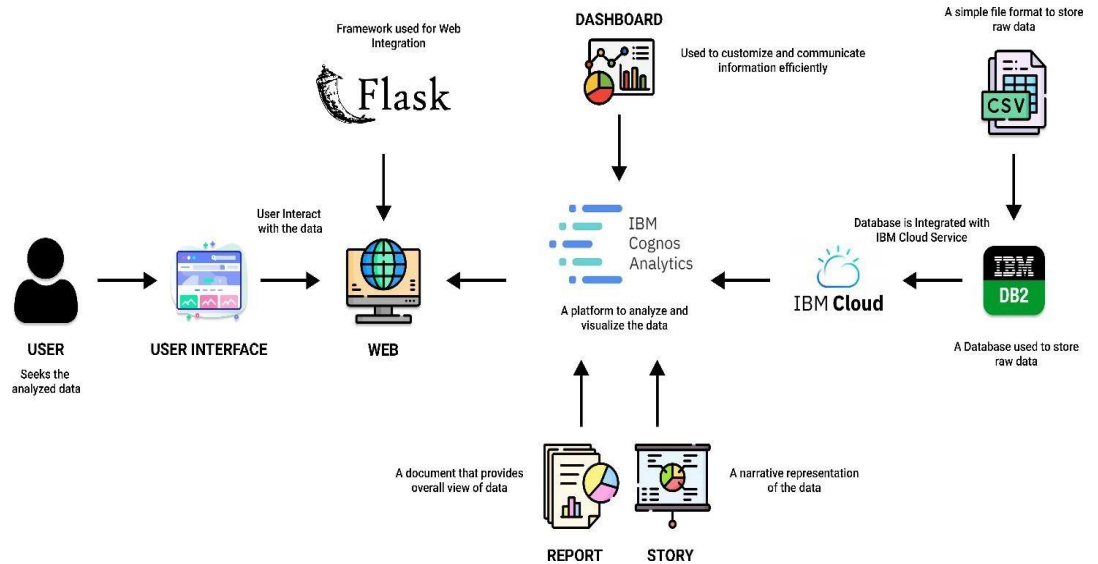 DASHBOARD
A simple file format to store
raw data
Framework used for Web
Integration
Used to customize and communicate
information efficiently
Flask
CSV
User Interact
with the data
IBM
Cognos
Analytics
Database is Integrated with
IBM Cloud Service
IBM
DB2
IBM Cloud
A platform to analyze and
visualize the data
USER
USER INTERFACE
WEB
A Database used to store
raw data
Seeks the
analyzed data
A document that provides
overall view of data
A narrative representation
of the data
REPORT
STORY